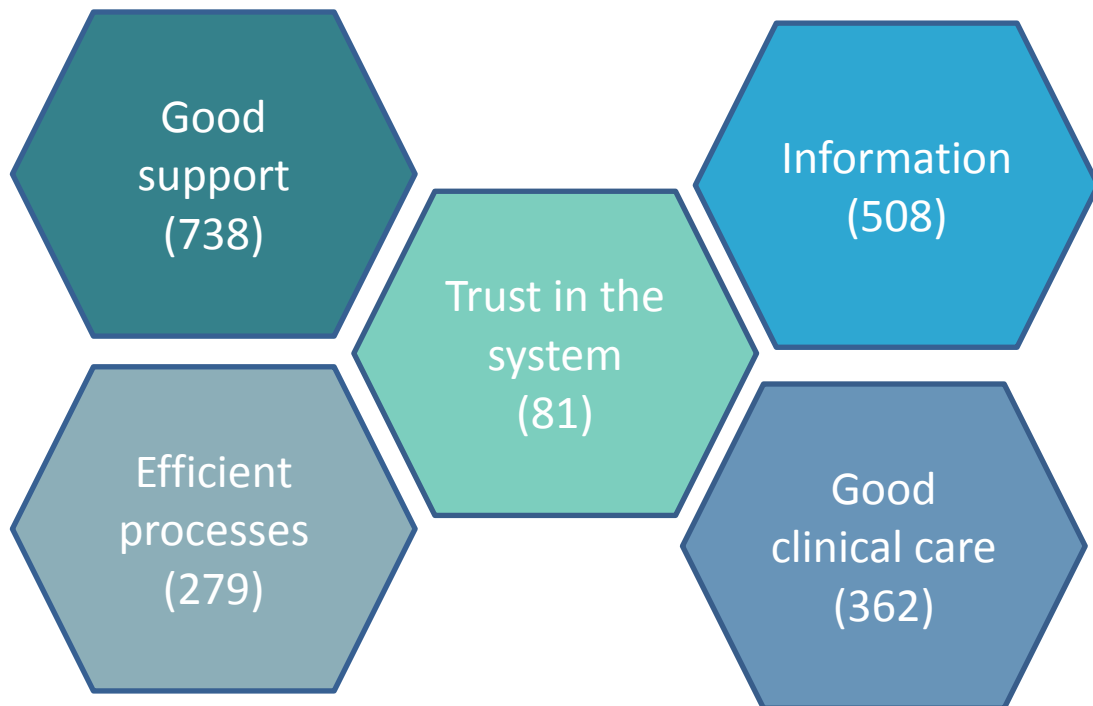 Good
support
(738)
Information
(508)
Trust in the
system
(81)
Efficient
processes
(279)
Good
clinical care
(362)